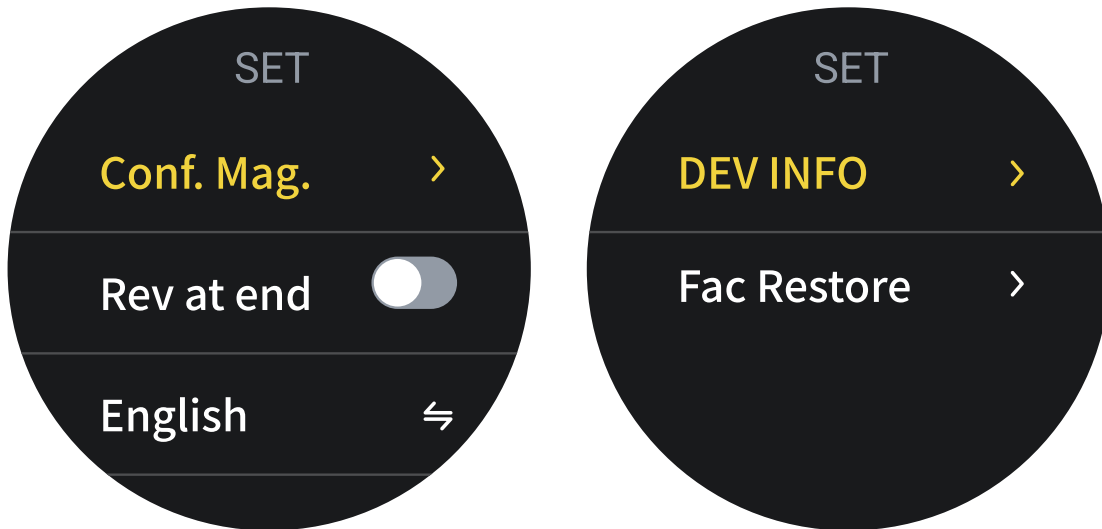 SET
Conf. Mag.
Rev at end
English
SET
DEV INFO
Fac Restore